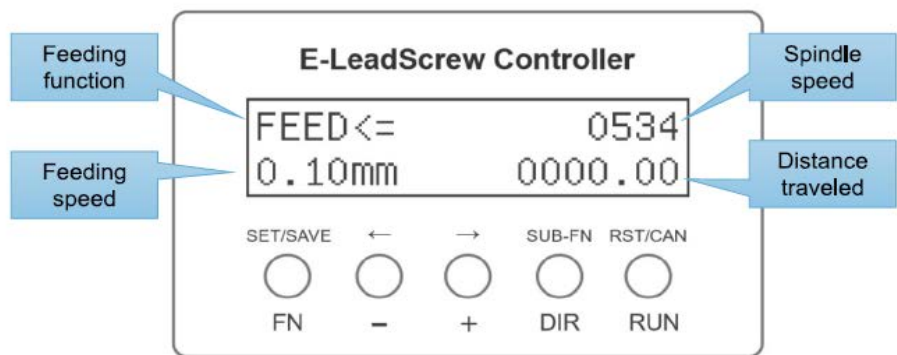 Feeding function
Spindle speed
E-LeadScrew Controller
FEED<= 0534
Feeding speed
0.10mm 0000.00
Distance traveled
SET/SAVE ← → SUB-FN RST/CAN
FN − + DIR RUN